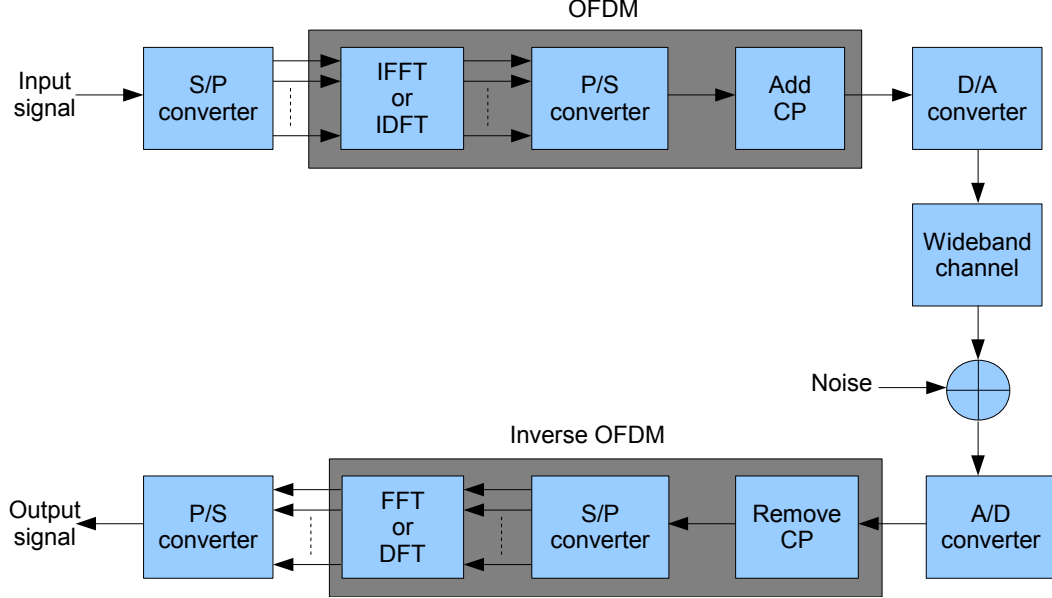 OFDM
Input
signal
S/P
converter
IFFT
or
IDFT
P/S
converter
Add
CP
D/A
converter
Wideband
channel
Noise
Inverse OFDM
Output
signal
P/S
converter
FFT
or
DFT
S/P
converter
Remove
CP
A/D
converter